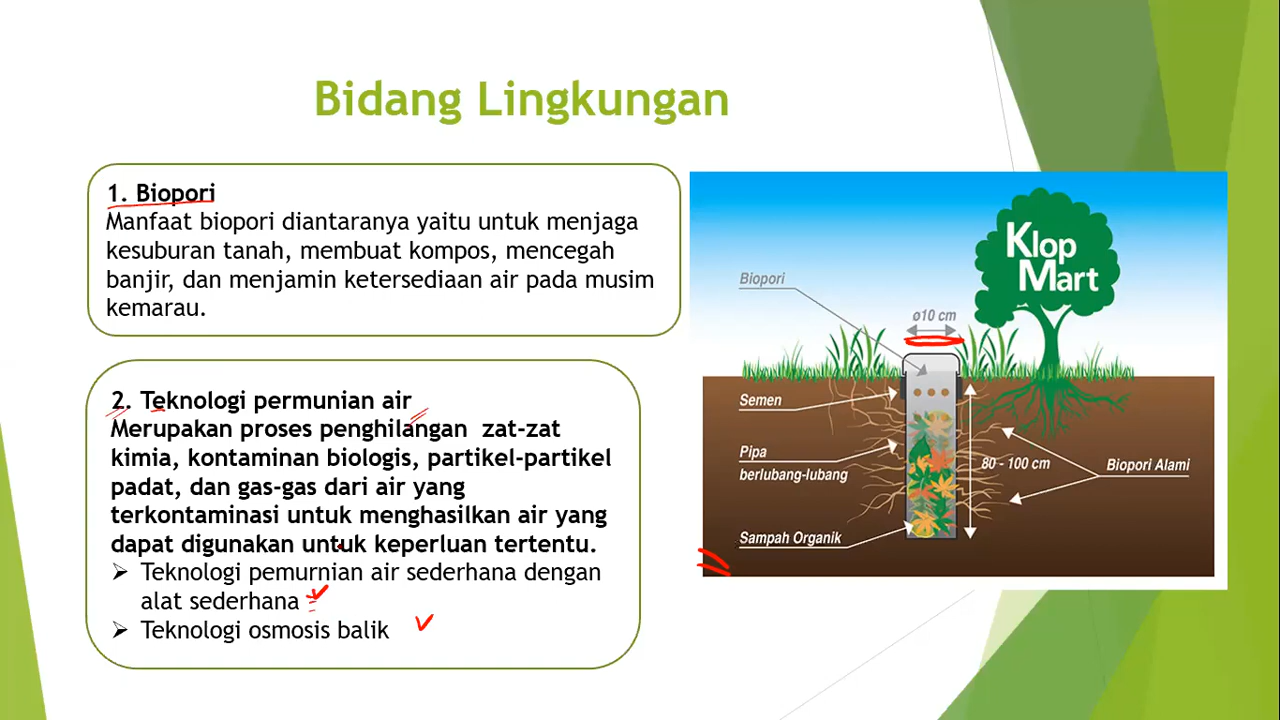 Bidang Lingkungan
1. Biopori
Manfaat biopori diantaranya yaitu untuk menjaga
kesuburan tanah, membuat kompos, mencegah
banjir, dan menjamin ketersediaan air pada musim
kemarau.
2. Teknologi permunian air
Merupakan proses penghilangan zat-zat
kimia, kontaminan biologis, partikel-partikel
padat, dan gas-gas dari air yang
terkontaminasi untuk menghasilkan air yang
dapat digunakan untuk keperluan tertentu.
➢ Teknologi pemurnian air sederhana dengan
alat sederhana
➢ Teknologi osmosis balik
Klop
Mart
Biopori
ø10 cm
Semen
Pipa
berlubang-lubang
80 - 100 cm
Biopori Alami
Sampah Organik